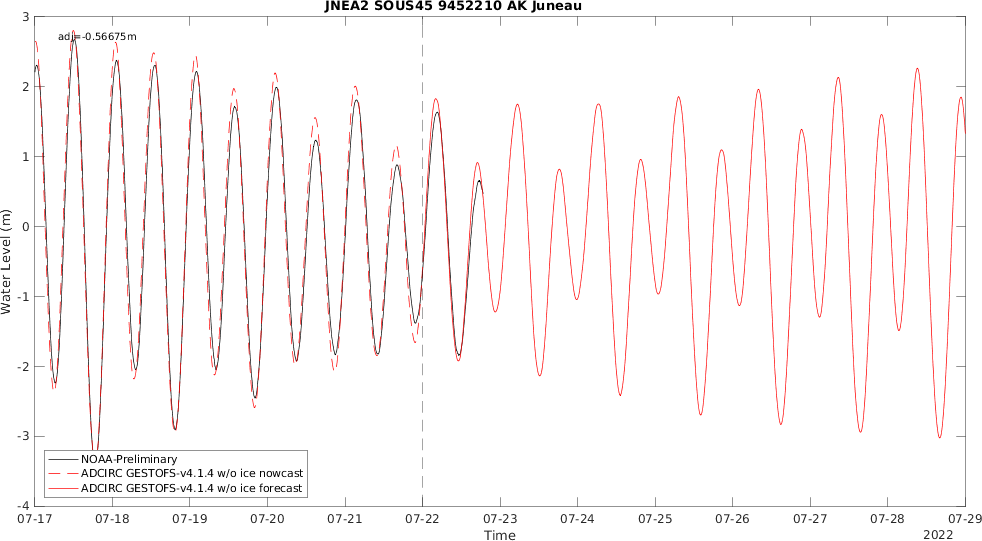 JNEA2 SOUS45 9452210 AK Juneau
adj=-0.56675m
3
2
1
0
-1
-2
-3
-4
Water Level (m)
NOAA-Preliminary
ADCIRC GESTOFS-v4.1.4 w/o ice nowcast
ADCIRC GESTOFS-v4.1.4 w/o ice forecast
07-17 07-18 07-19 07-20 07-21 07-22 07-23 07-24 07-25 07-26 07-27 07-28 07-29
Time
2022